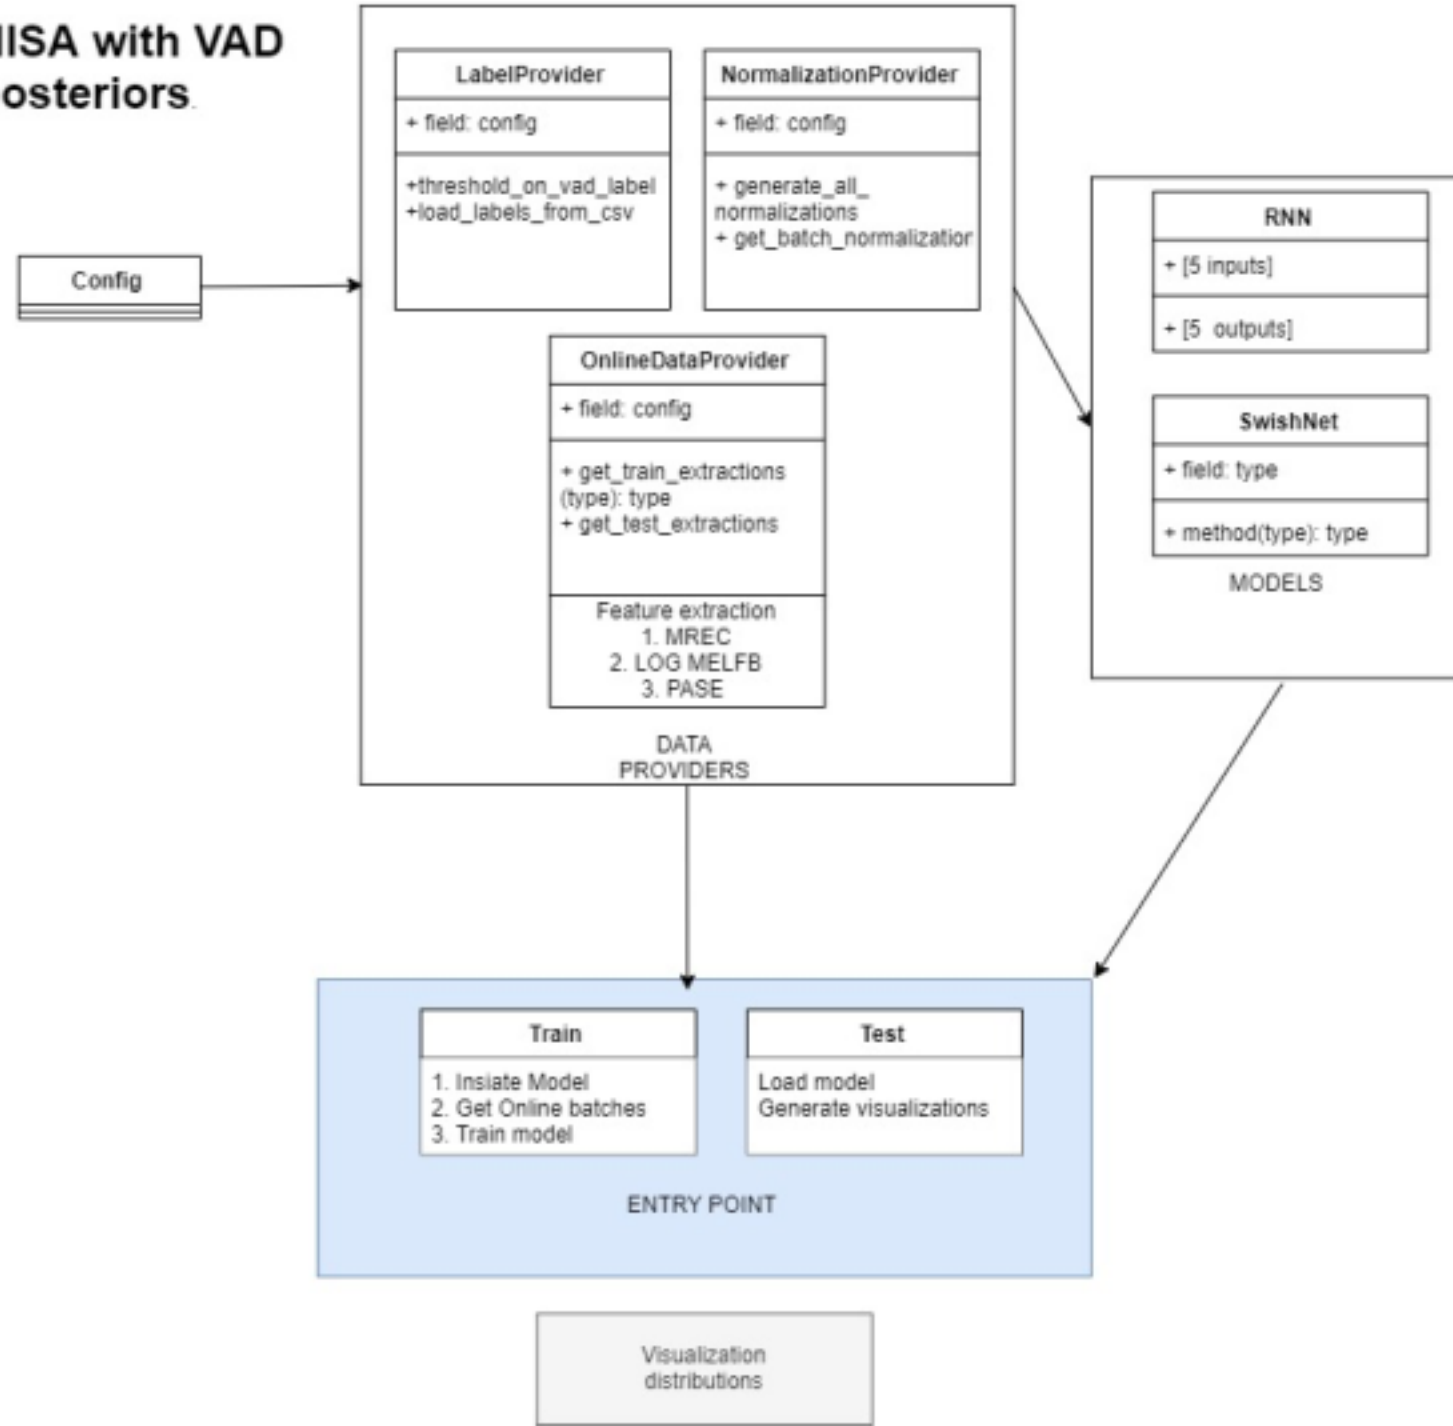 with VAD
LabelProvider
+ field: config
+threshold_on_vad_label
+load_labels_from_csv
NormalizationProvider
+ field: config
+ generate_all_
normalizations
+ get_batch_normalization
Config
OnlineDataProvider
+ field: config
+ get_train_extractions
(type): type
+ get_test_extractions
Feature extraction
1. MREC
2. LOG MELFB
3. PASE
DATA
PROVIDERS
RNN
+ [5 inputs]
+ [5 outputs]
SwishNet
+ field: type
+ method(type): type
MODELS
Train
1. Insiate Model
2. Get Online batches
3. Train model
Test
Load model
Generate visualizations
ENTRY POINT
Visualization
distributions